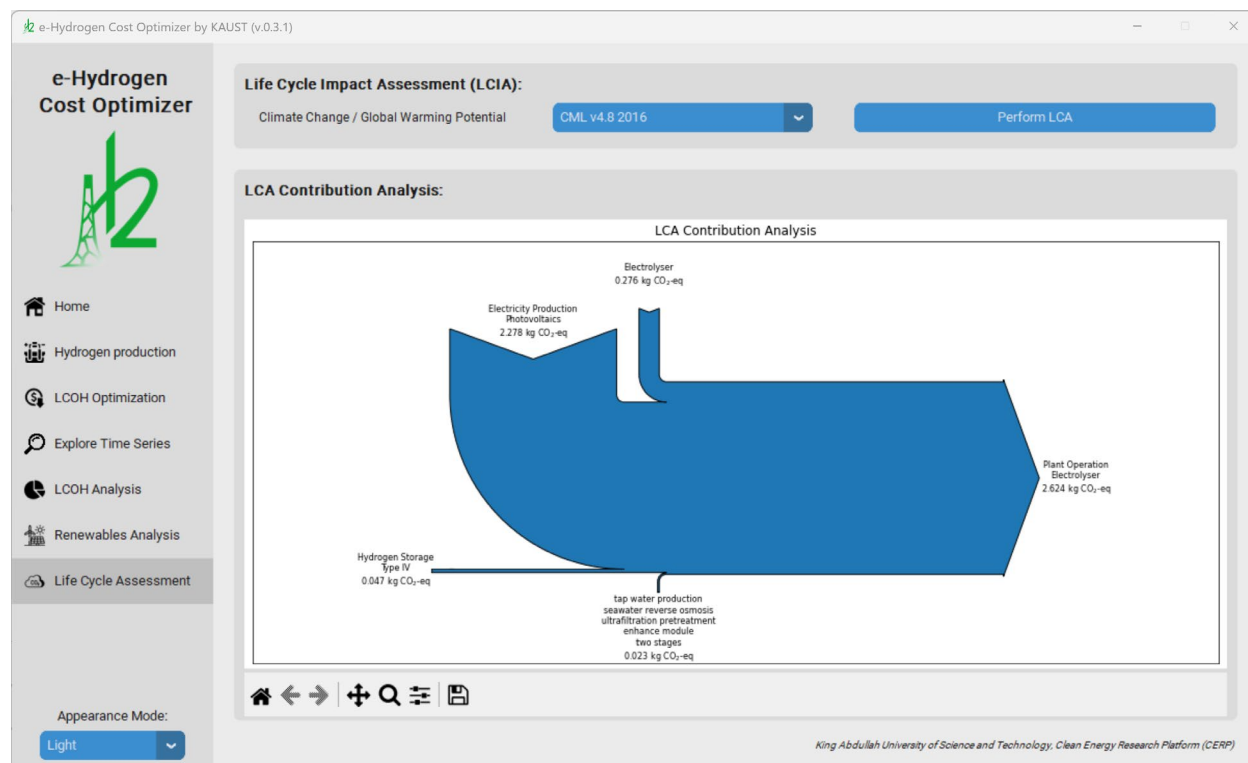 e-Hydrogen Cost Optimizer by KAUST (v.0.3.1)
e-Hydrogen
Cost Optimizer
H2
Home
Hydrogen production
LCOH Optimization
Explore Time Series
LCOH Analysis
Renewables Analysis
Life Cycle Assessment
Appearance Mode:
Light
Life Cycle Impact Assessment (LCIA):
Climate Change / Global Warming Potential
CML v4.8 2016
Perform LCA
LCA Contribution Analysis:
LCA Contribution Analysis
Electrolyser
0.276 kg CO₂-eq
Electricity Production
Photovoltaics
2.278 kg CO₂-eq
Plant Operation
Electrolyser
2.624 kg CO₂-eq
Hydrogen Storage
Type IV
0.047 kg CO₂-eq
tap water production
seawater reverse osmosis
ultrafiltration pretreatment
enhance module
two stages
0.023 kg CO₂-eq
King Abdullah University of Science and Technology, Clean Energy Research Platform (CERP)